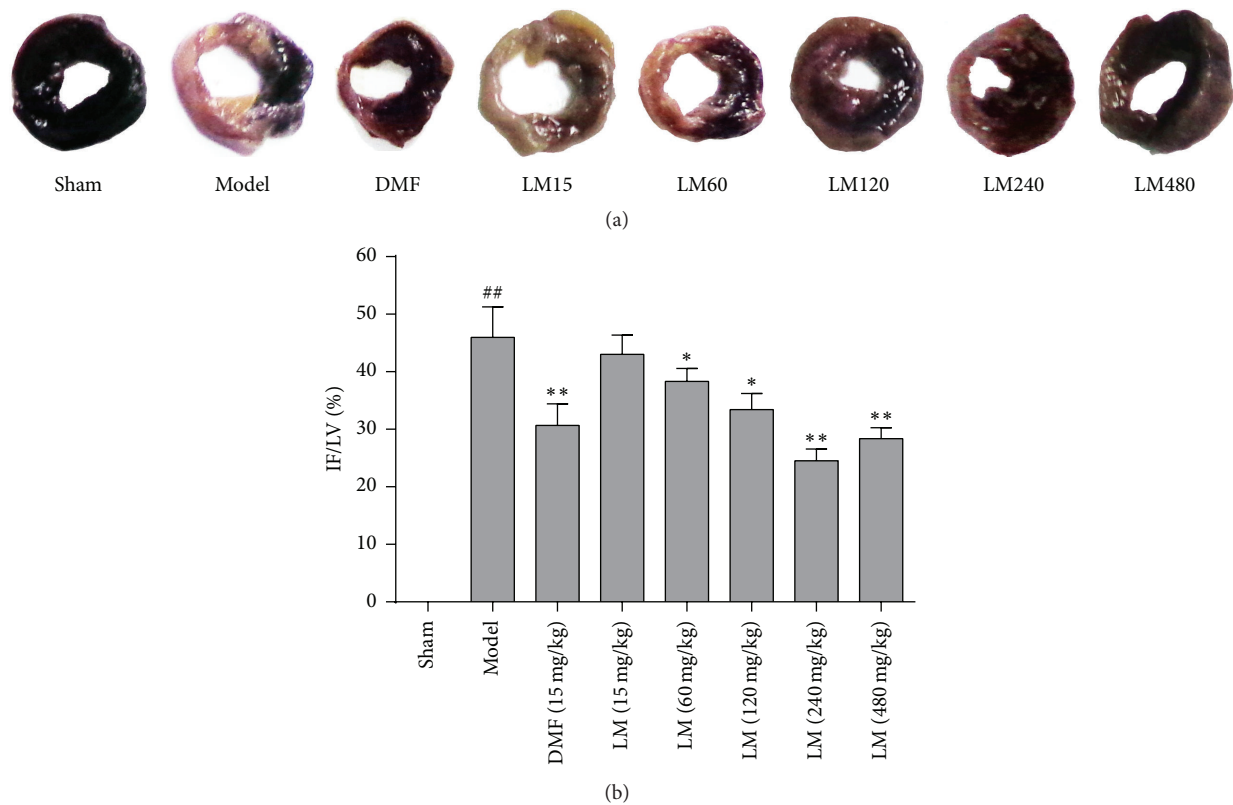 Sham Model DMF LM15 LM60 LM120 LM240 LM480
(a)
60
50
40
30
20
10
0
IF/LV (%)
##
**
*
*
**
**
Sham
Model
DMF (15 mg/kg)
LM (15 mg/kg)
LM (60 mg/kg)
LM (120 mg/kg)
LM (240 mg/kg)
LM (480 mg/kg)
(b)